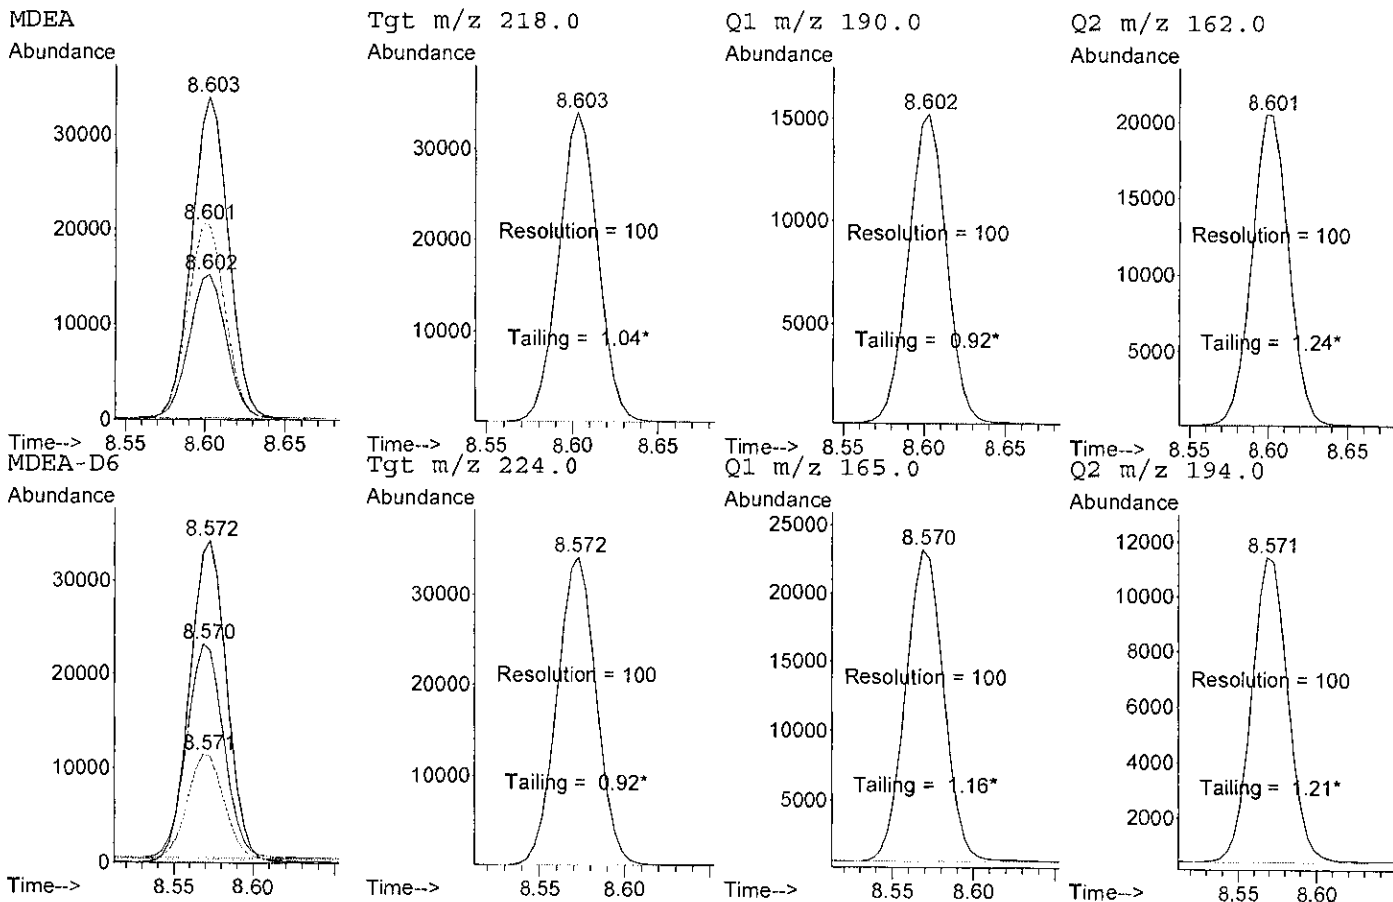 MDEA
Abundance
8.603
8.601
8.602
30000
20000
10000
0
Time-->
8.55 8.60 8.65
Tgt m/z 218.0
Abundance
8.603
30000
20000
10000
Resolution = 100
Tailing = 1.04*
Time-->
8.55 8.60 8.65
Q1 m/z 190.0
Abundance
8.602
15000
10000
5000
Resolution = 100
Tailing = 0.92*
Time-->
8.55 8.60 8.65
Q2 m/z 162.0
Abundance
8.601
20000
15000
10000
5000
Resolution = 100
Tailing = 1.24*
Time-->
8.55 8.60 8.65
MDEA-D6
Abundance
8.572
8.570
8.571
30000
20000
10000
0
Time-->
8.55 8.60
Tgt m/z 224.0
Abundance
8.572
30000
20000
10000
Resolution = 100
Tailing = 0.92*
Time-->
8.55 8.60
Q1 m/z 165.0
Abundance
8.570
25000
20000
15000
10000
5000
Resolution = 100
Tailing = 1.16*
Time-->
8.55 8.60
Q2 m/z 194.0
Abundance
8.571
12000
10000
8000
6000
4000
2000
Resolution = 100
Tailing = 1.21*
Time-->
8.55 8.60